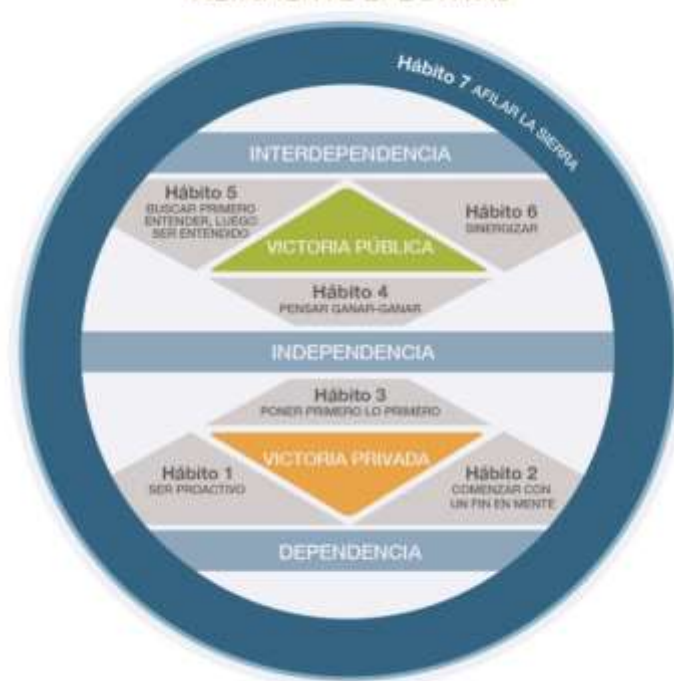 Hábito 7 AFILAR LA SIERRA
INTERDEPENDENCIA
Hábito 5
BUSCAR PRIMERO
ENTENDER, LUEGO
SER ENTENDIDO
Hábito 6
SINERGIZAR
VICTORIA PÚBLICA
Hábito 4
PENSAR GANAR-GANAR
INDEPENDENCIA
Hábito 3
PONER PRIMERO LO PRIMERO
VICTORIA PRIVADA
Hábito 1
SER PROACTIVO
Hábito 2
COMENZAR CON
UN FIN EN MENTE
DEPENDENCIA